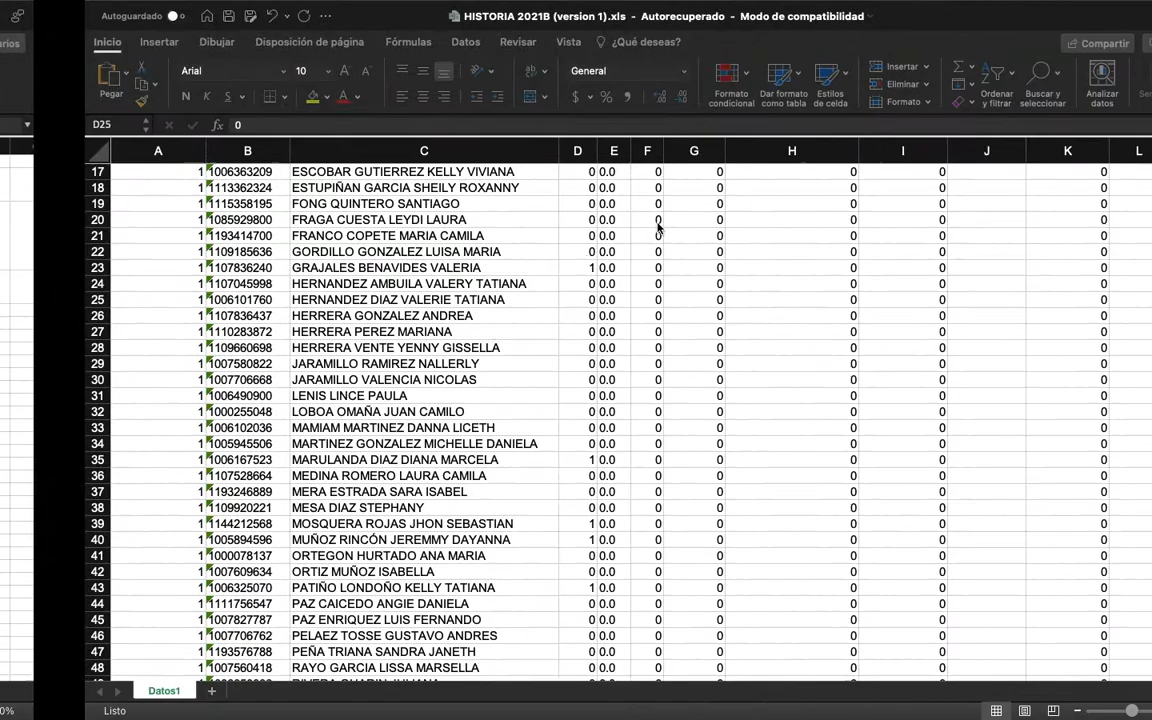 Autoguardado
HISTORIA 2021B (version 1).xls - Autorecuperado - Modo de compatibilidad
Inicio Insertar Dibujar Disposición de página Fórmulas Datos Revisar Vista ¿Qué deseas? Compartir
Pegar Arial 10 General Formato condicional Dar formato como tabla Estilos de celda Insertar Eliminar Formato Ordenar y filtrar Buscar y seleccionar Analizar datos
N K S $ %
D25 fx 0
A B C D E F G H I J K L
17 1 1006363209 ESCOBAR GUTIERREZ KELLY VIVIANA 0 0.0 0 0 0 0 0
18 1 1113362324 ESTUPIÑAN GARCIA SHEILY ROXANNY 0 0.0 0 0 0 0 0
19 1 1115358195 FONG QUINTERO SANTIAGO 0 0.0 0 0 0 0 0
20 1 1085929800 FRAGA CUESTA LEYDI LAURA 0 0.0 0 0 0 0 0
21 1 1193414700 FRANCO COPETE MARIA CAMILA 0 0.0 0 0 0 0 0
22 1 1109185636 GORDILLO GONZALEZ LUISA MARIA 0 0.0 0 0 0 0 0
23 1 1107836240 GRAJALES BENAVIDES VALERIA 1 0.0 0 0 0 0 0
24 1 1107045998 HERNANDEZ AMBUILA VALERY TATIANA 0 0.0 0 0 0 0 0
25 1 1006101760 HERNANDEZ DIAZ VALERIE TATIANA 0 0.0 0 0 0 0 0
26 1 1107836437 HERRERA GONZALEZ ANDREA 0 0.0 0 0 0 0 0
27 1 1110283872 HERRERA PEREZ MARIANA 0 0.0 0 0 0 0 0
28 1 1109660698 HERRERA VENTE YENNY GISSELLA 0 0.0 0 0 0 0 0
29 1 1007580822 JARAMILLO RAMIREZ NALLERLY 0 0.0 0 0 0 0 0
30 1 1007706668 JARAMILLO VALENCIA NICOLAS 0 0.0 0 0 0 0 0
31 1 1006490900 LENIS LINCE PAULA 0 0.0 0 0 0 0 0
32 1 1000255048 LOBOA OMAÑA JUAN CAMILO 0 0.0 0 0 0 0 0
33 1 1006102036 MAMIAM MARTINEZ DANNA LICETH 0 0.0 0 0 0 0 0
34 1 1005945506 MARTINEZ GONZALEZ MICHELLE DANIELA 0 0.0 0 0 0 0 0
35 1 1006167523 MARULANDA DIAZ DIANA MARCELA 1 0.0 0 0 0 0 0
36 1 1107528664 MEDINA ROMERO LAURA CAMILA 0 0.0 0 0 0 0 0
37 1 1193246889 MERA ESTRADA SARA ISABEL 0 0.0 0 0 0 0 0
38 1 1109920221 MESA DIAZ STEPHANY 0 0.0 0 0 0 0 0
39 1 1144212568 MOSQUERA ROJAS JHON SEBASTIAN 1 0.0 0 0 0 0 0
40 1 1005894596 MUÑOZ RINCÓN JEREMMY DAYANNA 1 0.0 0 0 0 0 0
41 1 1000078137 ORTEGON HURTADO ANA MARIA 0 0.0 0 0 0 0 0
42 1 1007609634 ORTIZ MUÑOZ ISABELLA 0 0.0 0 0 0 0 0
43 1 1006325070 PATIÑO LONDOÑO KELLY TATIANA 1 0.0 0 0 0 0 0
44 1 1111756547 PAZ CAICEDO ANGIE DANIELA 0 0.0 0 0 0 0 0
45 1 1007827787 PAZ ENRIQUEZ LUIS FERNANDO 0 0.0 0 0 0 0 0
46 1 1007706762 PELAEZ TOSSE GUSTAVO ANDRES 0 0.0 0 0 0 0 0
47 1 1193576788 PEÑA TRIANA SANDRA JANETH 0 0.0 0 0 0 0 0
48 1 1007560418 RAYO GARCIA LISSA MARSELLA 0 0.0 0 0 0 0 0
Datos1
Listo